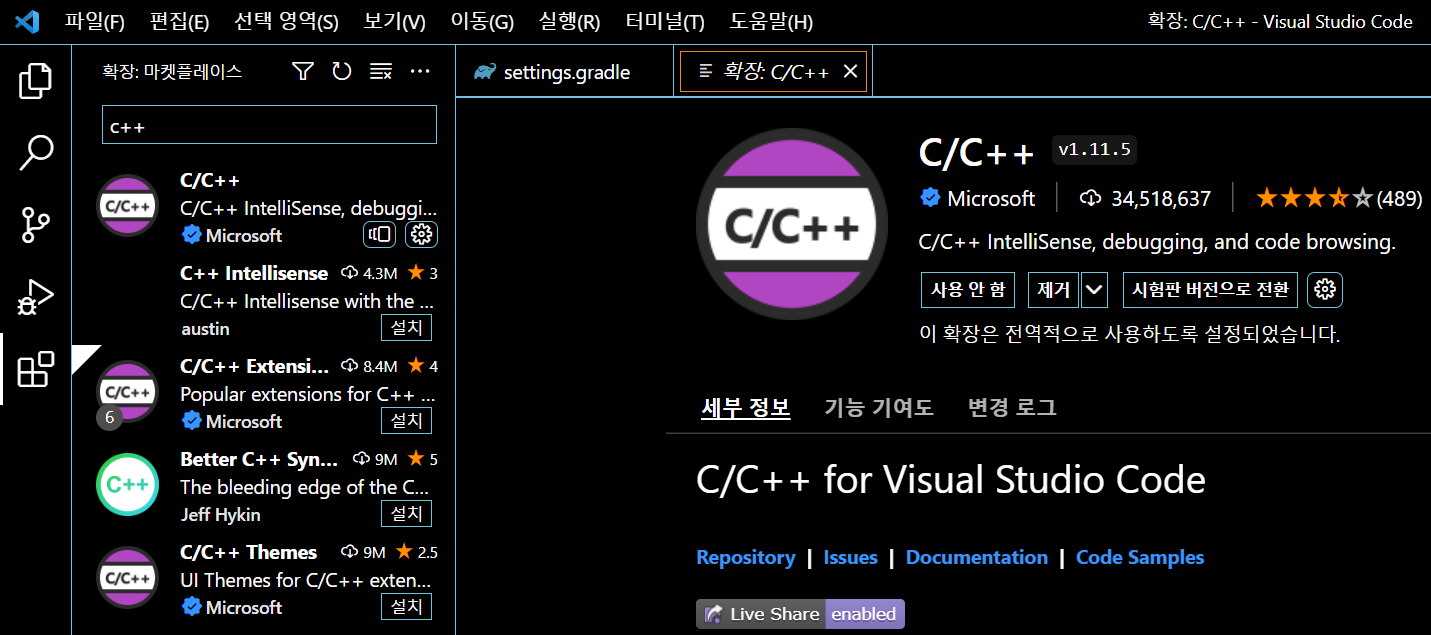 파일(F) 편집(E) 선택 영역(S) 보기(V) 이동(G) 실행(R) 터미널(T) 도움말(H) 확장: C/C++ - Visual Studio Code
확장: 마켓플레이스
c++
C/C++
C/C++
C/C++ IntelliSense, debuggi...
Microsoft
C++ Intellisense 4.3M 3
C/C++ Intellisense with the ...
austin 설치
C/C++
6
C/C++ Extensi... 8.4M 4
Popular extensions for C++ ...
Microsoft 설치
C++
Better C++ Syn... 9M 5
The bleeding edge of the C...
Jeff Hykin 설치
C/C++
C/C++ Themes 9M 2.5
UI Themes for C/C++ exten...
Microsoft 설치
settings.gradle 확장: C/C++
C/C++
C/C++ v1.11.5
Microsoft 34,518,637 (489)
C/C++ IntelliSense, debugging, and code browsing.
사용 안 함 제거 시험판 버전으로 전환
이 확장은 전역적으로 사용하도록 설정되었습니다.
세부 정보 기능 기여도 변경 로그
C/C++ for Visual Studio Code
Repository | Issues | Documentation | Code Samples
Live Share enabled